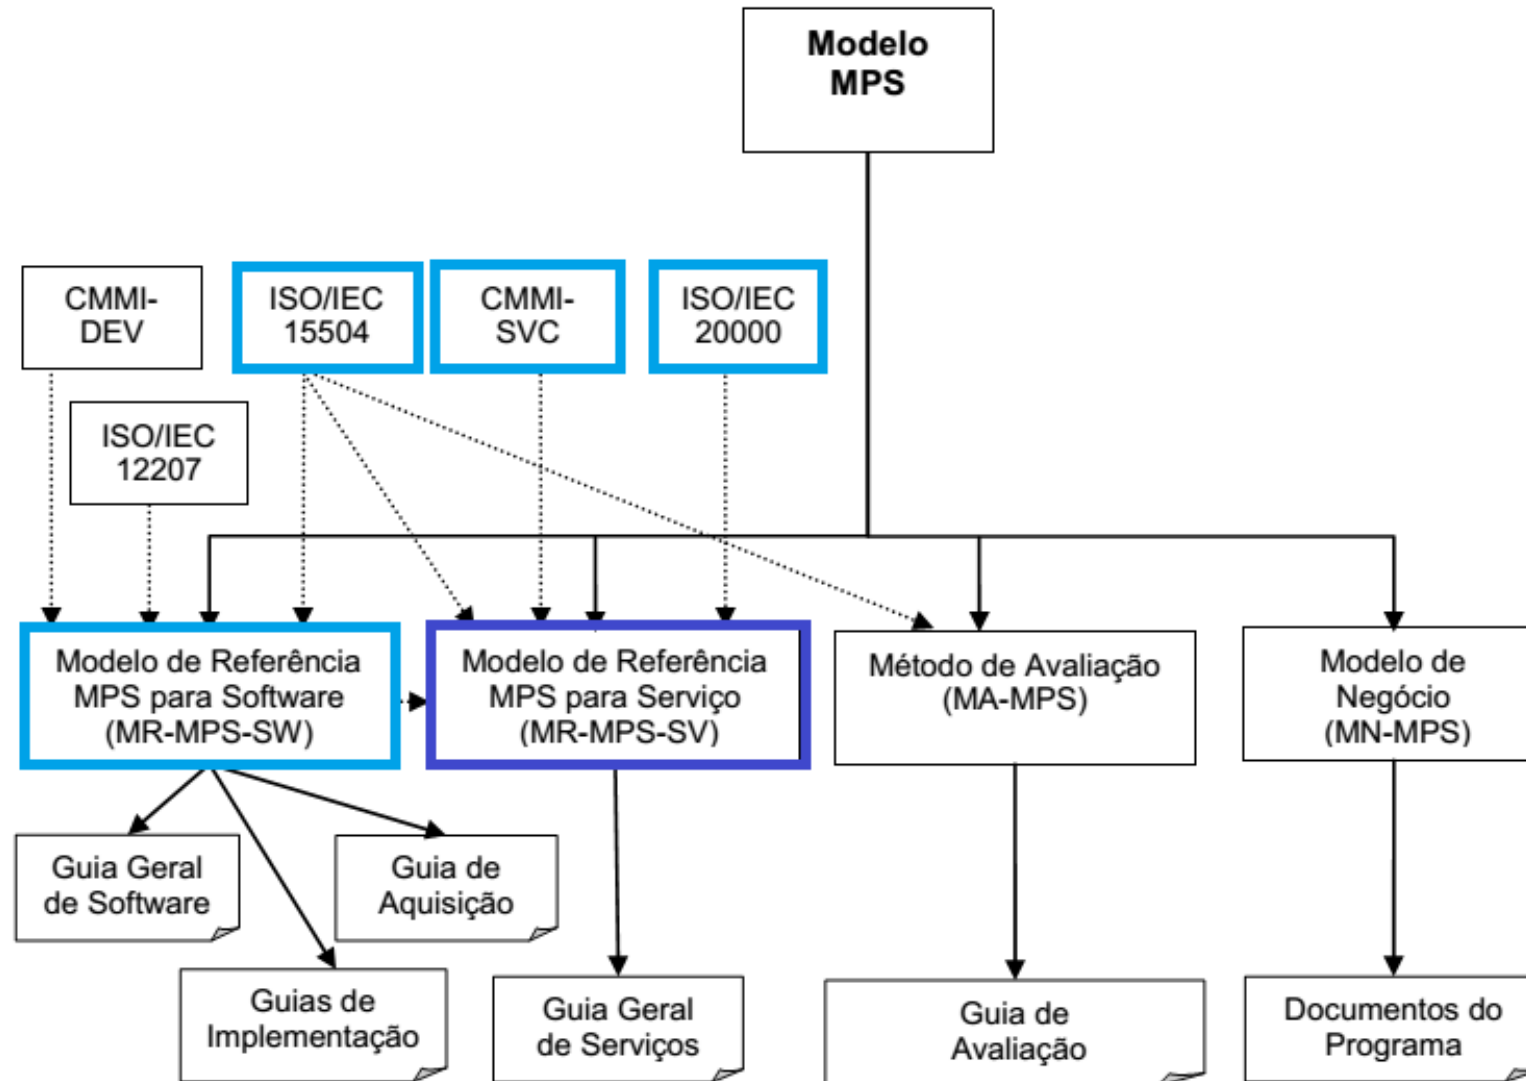 Modelo
MPS
CMMI-
DEV
ISO/IEC
15504
CMMI-
SVC
ISO/IEC
20000
ISO/IEC
12207
Modelo de Referência
MPS para Software
(MR-MPS-SW)
Modelo de Referência
MPS para Serviço
(MR-MPS-SV)
Método de Avaliação
(MA-MPS)
Modelo de
Negócio
(MN-MPS)
Guia Geral
de Software
Guia de
Aquisição
Guias de
Implementação
Guia Geral
de Serviços
Guia de
Avaliação
Documentos do
Programa